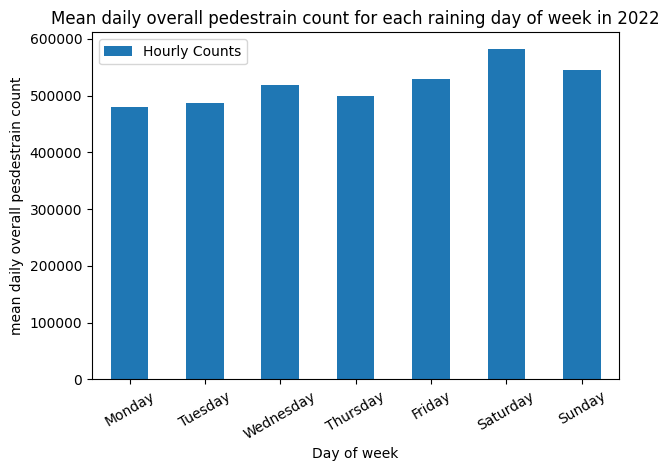 Mean daily overall pedestrain count for each raining day of week in 2022
Hourly Counts
mean daily overall pesdestrain count
600000
500000
400000
300000
200000
100000
0
Monday
Tuesday
Wednesday
Thursday
Friday
Saturday
Sunday
Day of week